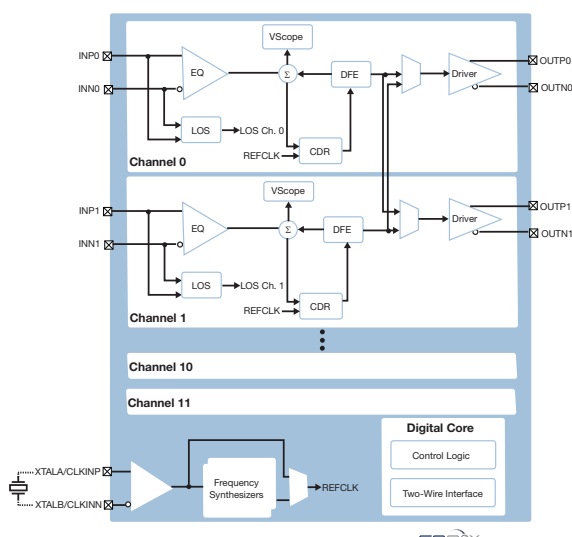 VScope
INP0
EQ
Σ
DFE
Driver
OUTP0
INN0
OUTN0
LOS
LOS Ch. 0
REFCLK
CDR
Channel 0
VScope
INP1
EQ
Σ
DFE
Driver
OUTP1
INN1
OUTN1
LOS
LOS Ch. 1
REFCLK
CDR
Channel 1
Channel 10
Channel 11
Digital Core
Control Logic
Two-Wire Interface
XTALA/CLKINP
XTALB/CLKINN
Frequency
Synthesizers
REFCLK